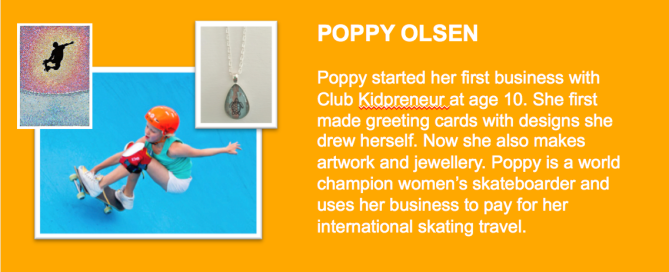 POPPY OLSEN
Poppy started her first business with
Club Kidpreneur at age 10. She first
made greeting cards with designs she
drew herself. Now she also makes
artwork and jewellery. Poppy is a world
champion women's skateboarder and
uses her business to pay for her
international skating travel.